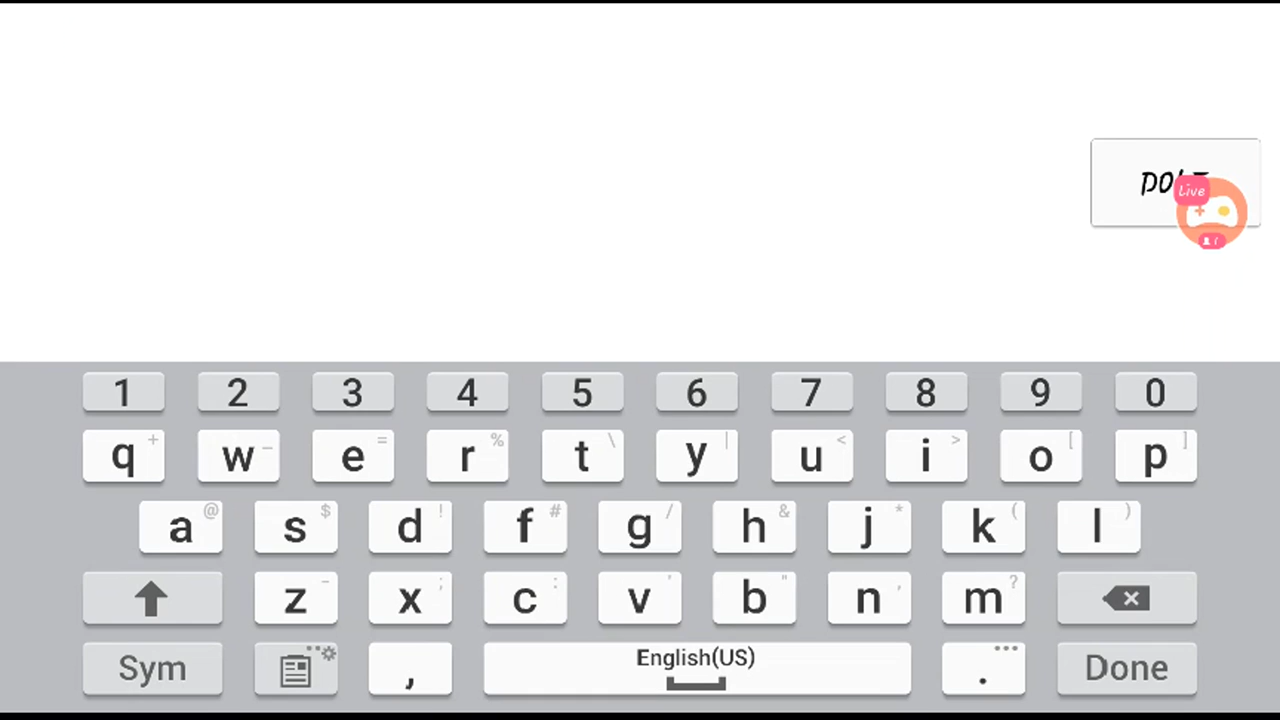 Live
1 2 3 4 5 6 7 8 9 0
q + w - e = r % t \ y | u < i > o [ p ]
a @ s $ d ! f # g / h & j * k ( l )
z - x ; c : v ' b " n , m ?
Sym , English(US) . Done